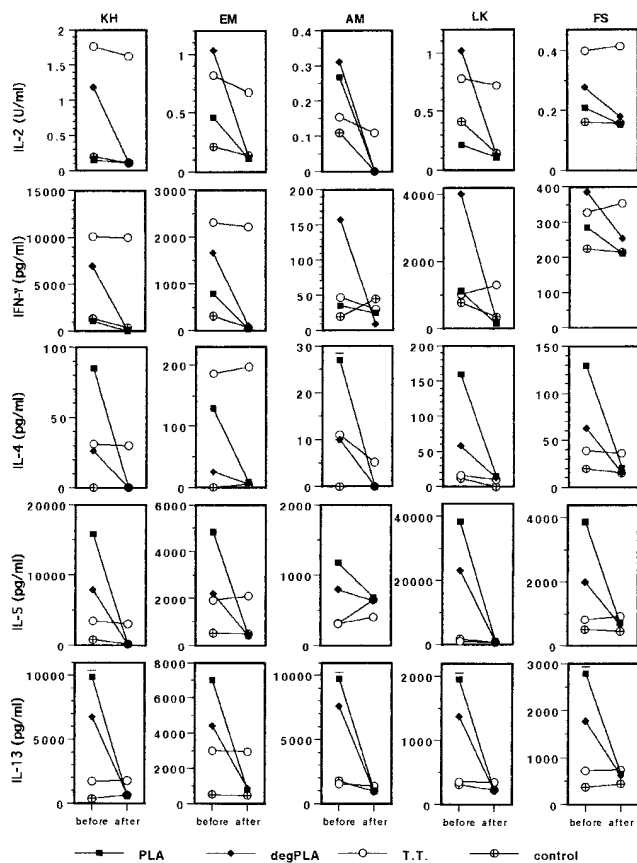 KH EM AM LK FS
IL-2 (U/ml)
2 1.5 1 0.5 0
1 0.5 0
0.4 0.3 0.2 0.1 0
1 0.5 0
0.4 0.2 0
IFN-γ (pg/ml)
15000 10000 5000 0
3000 2000 1000 0
200 150 100 50 0
4000 2000 0
400 300 200 100 0
IL-4 (pg/ml)
100 50 0
200 100 0
30 20 10 0
200 150 100 50 0
150 100 50 0
IL-5 (pg/ml)
20000 10000 0
6000 4000 2000 0
2000 1000 0
40000 20000 0
4000 2000 0
IL-13 (pg/ml)
10000 5000 0
8000 6000 4000 2000 0
10000 5000 0
2000 1000 0
3000 2000 1000 0
before after before after before after before after before after
PLA degPLA T.T. control